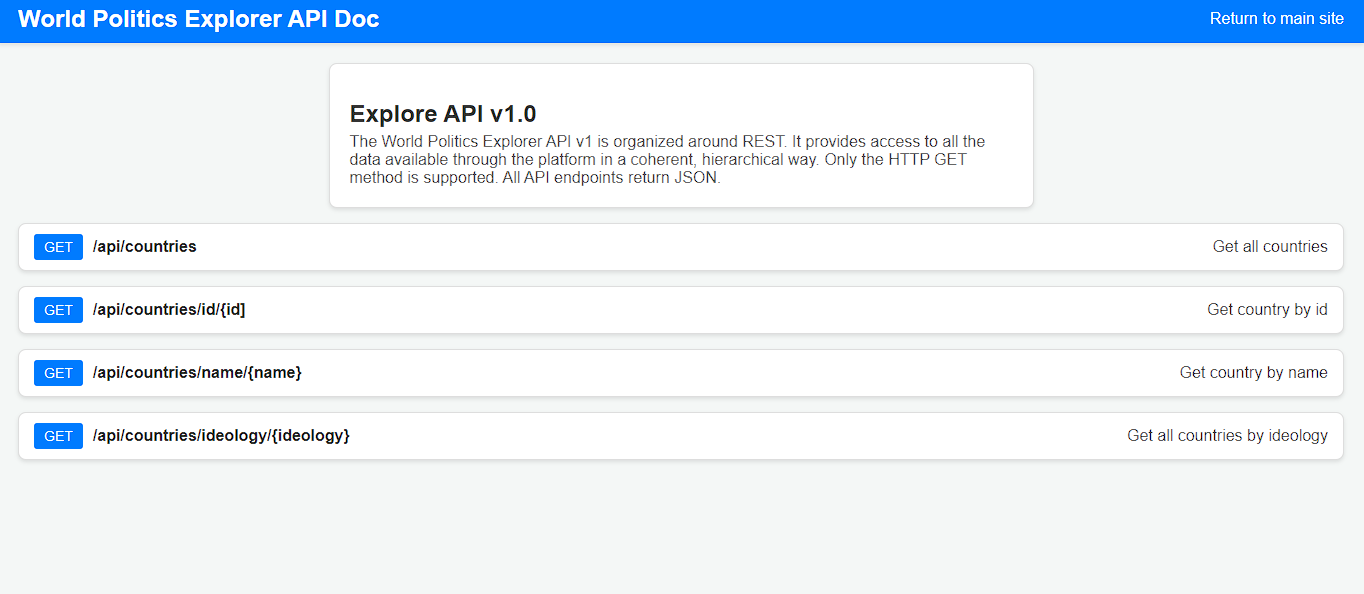 World Politics Explorer API Doc
Return to main site
Explore API v1.0
The World Politics Explorer API v1 is organized around REST. It provides access to all the
data available through the platform in a coherent, hierarchical way. Only the HTTP GET
method is supported. All API endpoints return JSON.
GET /api/countries Get all countries
GET /api/countries/id/{id] Get country by id
GET /api/countries/name/{name} Get country by name
GET /api/countries/ideology/{ideology} Get all countries by ideology